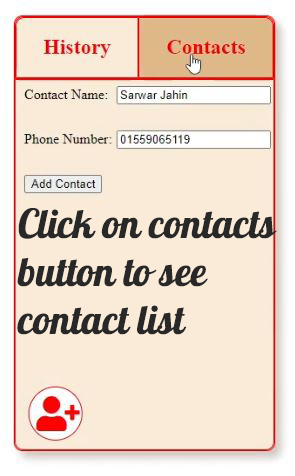 History Contacts
Contact Name: Sarwar Jahin
Phone Number: 01559065119
Add Contact
Click on contacts
button to see
contact list